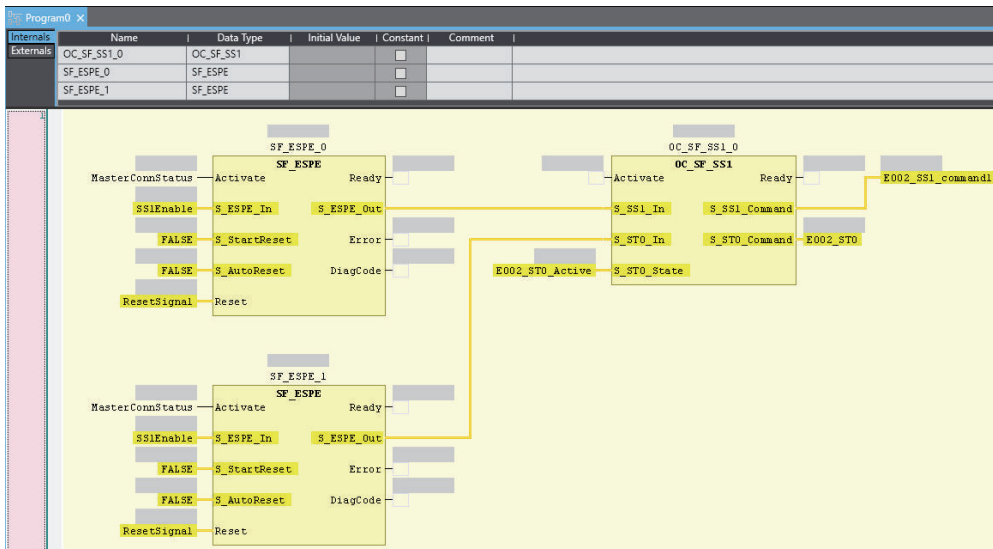 Program0 ×
Internals Name Data Type Initial Value Constant Comment
Externals OC_SF_SS1_0 OC_SF_SS1
SF_ESPE_0 SF_ESPE
SF_ESPE_1 SF_ESPE
1
SF_ESPE_0
SF_ESPE
MasterConnStatus Activate Ready
SS1Enable S_ESPE_In S_ESPE_Out
FALSE S_StartReset Error
FALSE S_AutoReset DiagCode
ResetSignal Reset
OC_SF_SS1_0
OC_SF_SS1
Activate Ready E002_SS1_command1
S_SS1_In S_SS1_Command
S_STO_In S_STO_Command E002_STO
E002_STO_Active S_STO_State
SF_ESPE_1
SF_ESPE
MasterConnStatus Activate Ready
SS1Enable S_ESPE_In S_ESPE_Out
FALSE S_StartReset Error
FALSE S_AutoReset DiagCode
ResetSignal Reset